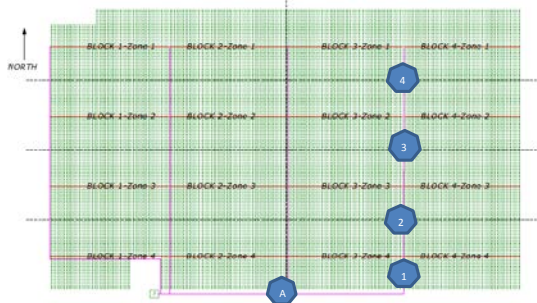 BLOCK 1-Zone 1 BLOCK 2-Zone 1 BLOCK 3-Zone 1 BLOCK 4-Zone 1
NORTH
4
BLOCK 1-Zone 2 BLOCK 2-Zone 2 BLOCK 3-Zone 2 BLOCK 4-Zone 2
3
BLOCK 1-Zone 3 BLOCK 2-Zone 3 BLOCK 3-Zone 3 BLOCK 4-Zone 3
2
BLOCK 1-Zone 4 BLOCK 2-Zone 4 BLOCK 3-Zone 4 BLOCK 4-Zone 4
1
A